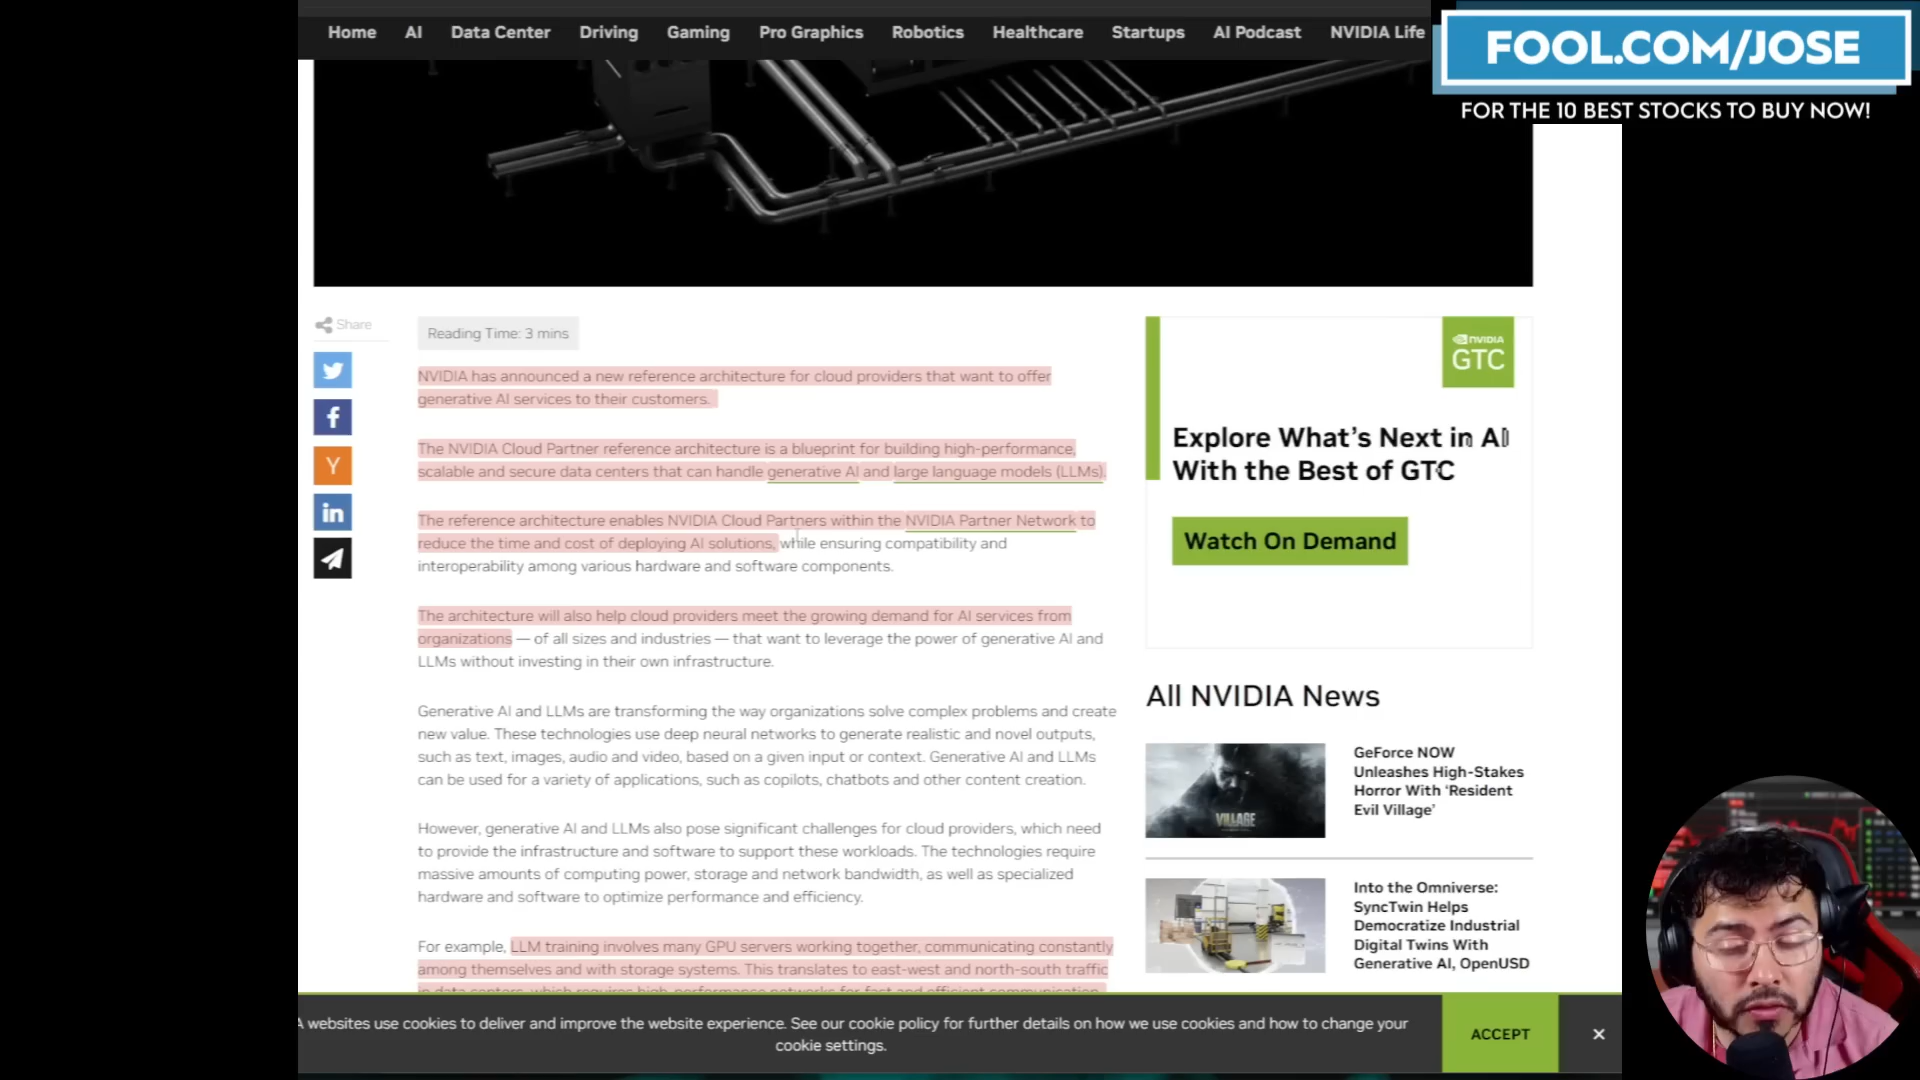 Home AI Data Center Driving Gaming Pro Graphics Robotics Healthcare Startups AI Podcast NVIDIA Life
FOOL.COM/JOSE
FOR THE 10 BEST STOCKS TO BUY NOW!
Share
Reading Time: 3 mins
NVIDIA has announced a new reference architecture for cloud providers that want to offer
generative AI services to their customers.
The NVIDIA Cloud Partner reference architecture is a blueprint for building high-performance,
scalable and secure data centers that can handle generative AI and large language models (LLMs).
The reference architecture enables NVIDIA Cloud Partners within the NVIDIA Partner Network to
reduce the time and cost of deploying AI solutions, while ensuring compatibility and
interoperability among various hardware and software components.
The architecture will also help cloud providers meet the growing demand for AI services from
organizations — of all sizes and industries — that want to leverage the power of generative AI and
LLMs without investing in their own infrastructure.
Generative AI and LLMs are transforming the way organizations solve complex problems and create
new value. These technologies use deep neural networks to generate realistic and novel outputs,
such as text, images, audio and video, based on a given input or context. Generative AI and LLMs
can be used for a variety of applications, such as copilots, chatbots and other content creation.
However, generative AI and LLMs also pose significant challenges for cloud providers, which need
to provide the infrastructure and software to support these workloads. The technologies require
massive amounts of computing power, storage and network bandwidth, as well as specialized
hardware and software to optimize performance and efficiency.
For example, LLM training involves many GPU servers working together, communicating constantly
among themselves and with storage systems. This translates to east-west and north-south traffic
in data centers, which requires high-performance networks for fast and efficient communication.
NVIDIA
GTC
Explore What's Next in AI
With the Best of GTC
Watch On Demand
All NVIDIA News
VILLAGE
GeForce NOW
Unleashes High-Stakes
Horror With 'Resident
Evil Village'
Into the Omniverse:
SyncTwin Helps
Democratize Industrial
Digital Twins With
Generative AI, OpenUSD
A websites use cookies to deliver and improve the website experience. See our cookie policy for further details on how we use cookies and how to change your
cookie settings.
ACCEPT